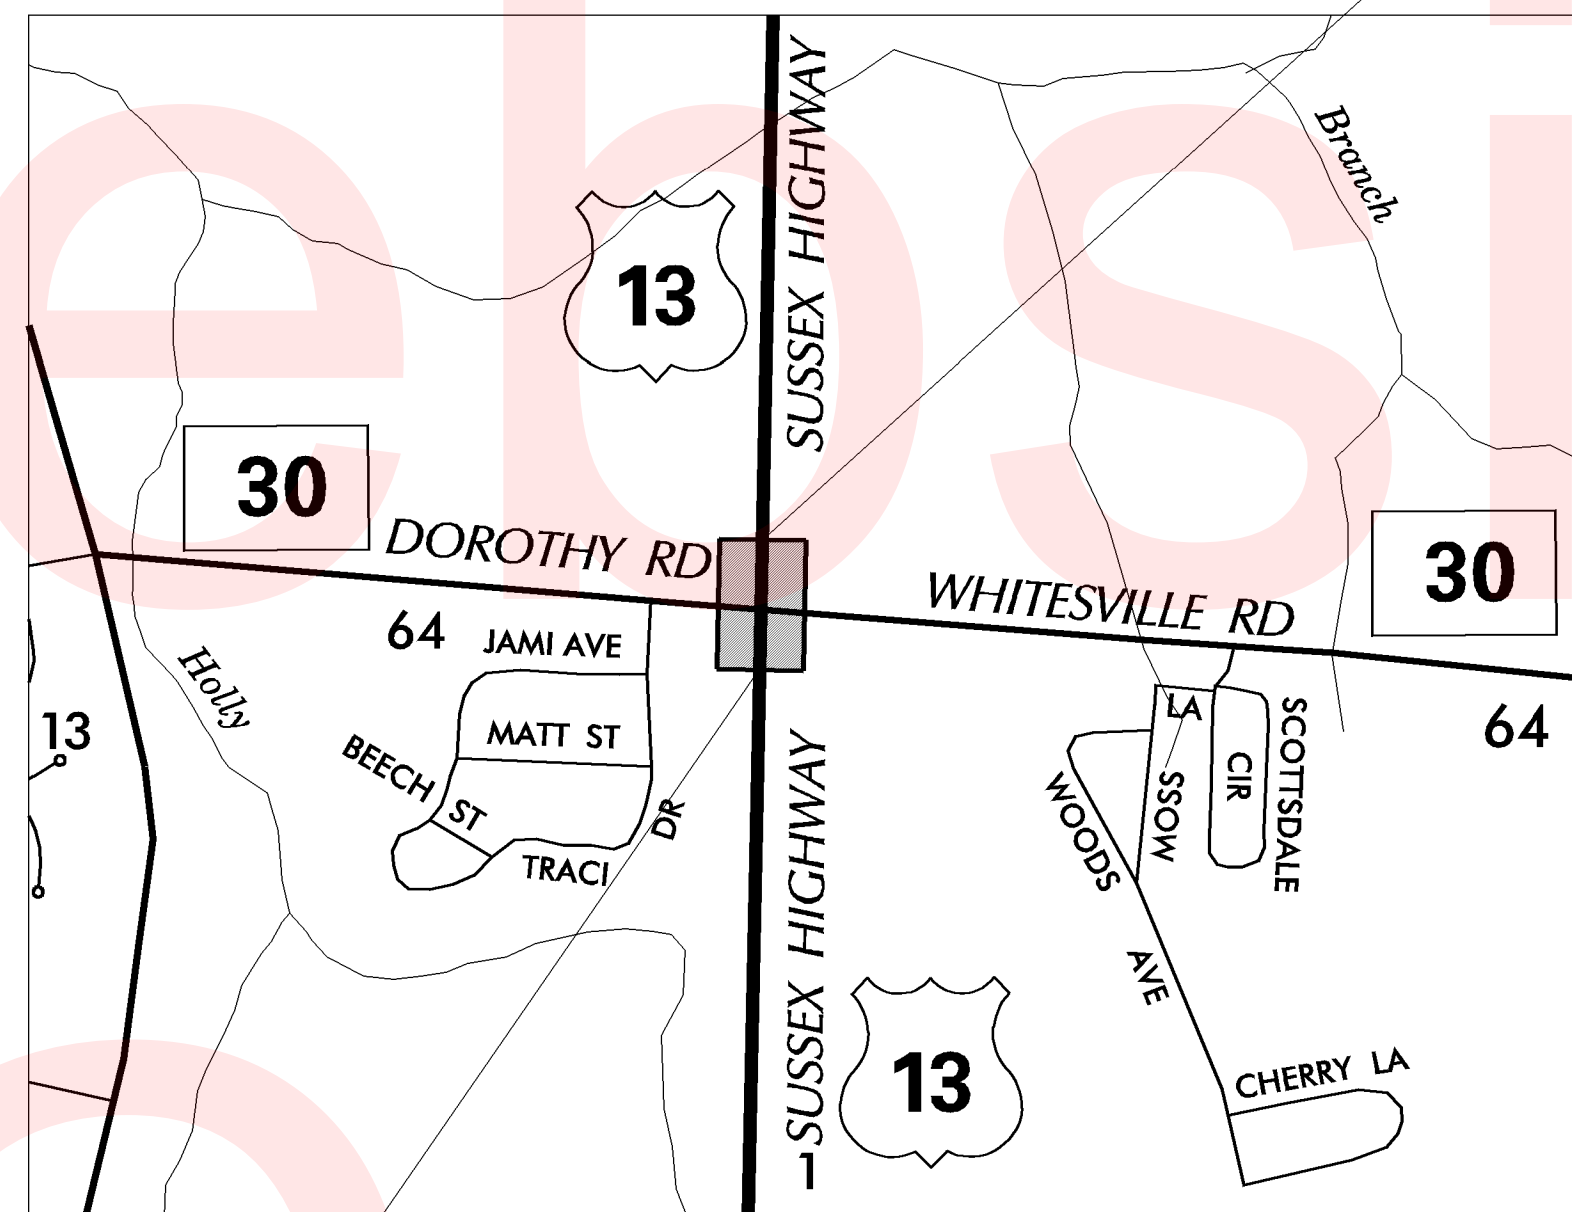 SUSSEX HIGHWAY
Branch
13
30
DOROTHY RD
WHITESVILLE RD
30
64
JAMI AVE
Holly
13
MATT ST
BEECH ST
TRACI DR
LA
MOSS
CIR
SCOTTSDALE
64
WOODS AVE
SUSSEX HIGHWAY
1
13
CHERRY LA
ebsi